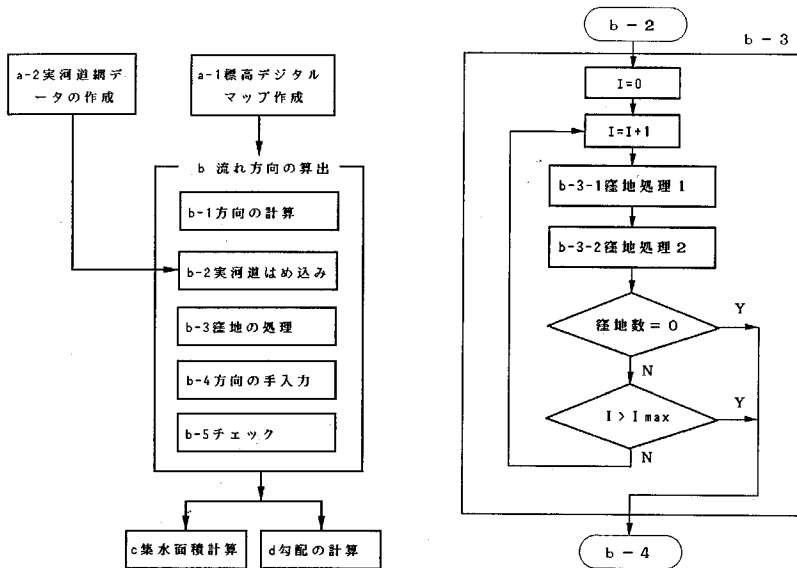 a-2実河道網デ
ータの作成
a-1標高デジタル
マップ作成
b 流れ方向の算出
b-1方向の計算
b-2実河道はめ込み
b-3窪地の処理
b-4方向の手入力
b-5チェック
c集水面積計算
d勾配の計算
b-2
b-3
I=0
I=I+1
b-3-1窪地処理1
b-3-2窪地処理2
窪地数=0
Y
N
I>Imax
Y
N
b-4